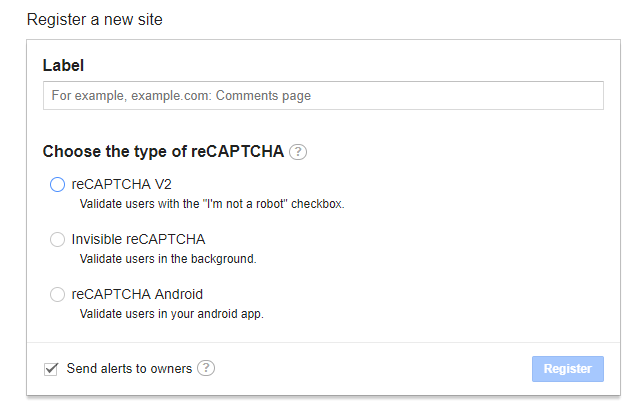 Register a new site
Label
For example, example.com: Comments page
Choose the type of reCAPTCHA ?
reCAPTCHA V2
Validate users with the "I'm not a robot" checkbox.
Invisible reCAPTCHA
Validate users in the background.
reCAPTCHA Android
Validate users in your android app.
Send alerts to owners ? Register